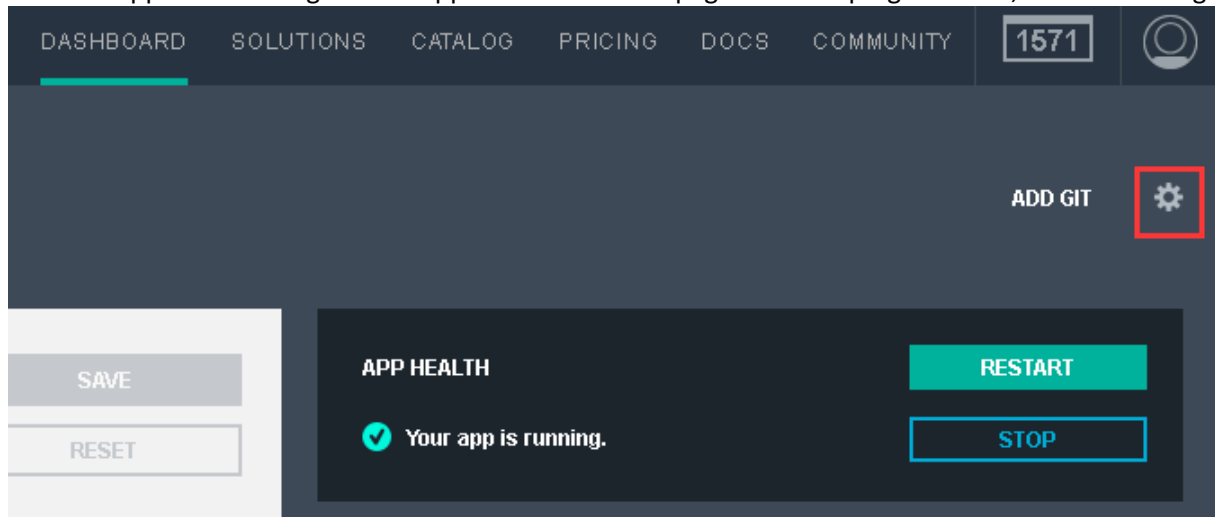 DASHBOARD SOLUTIONS CATALOG PRICING DOCS COMMUNITY 1571
ADD GIT
SAVE
RESET
APP HEALTH
RESTART
Your app is running.
STOP